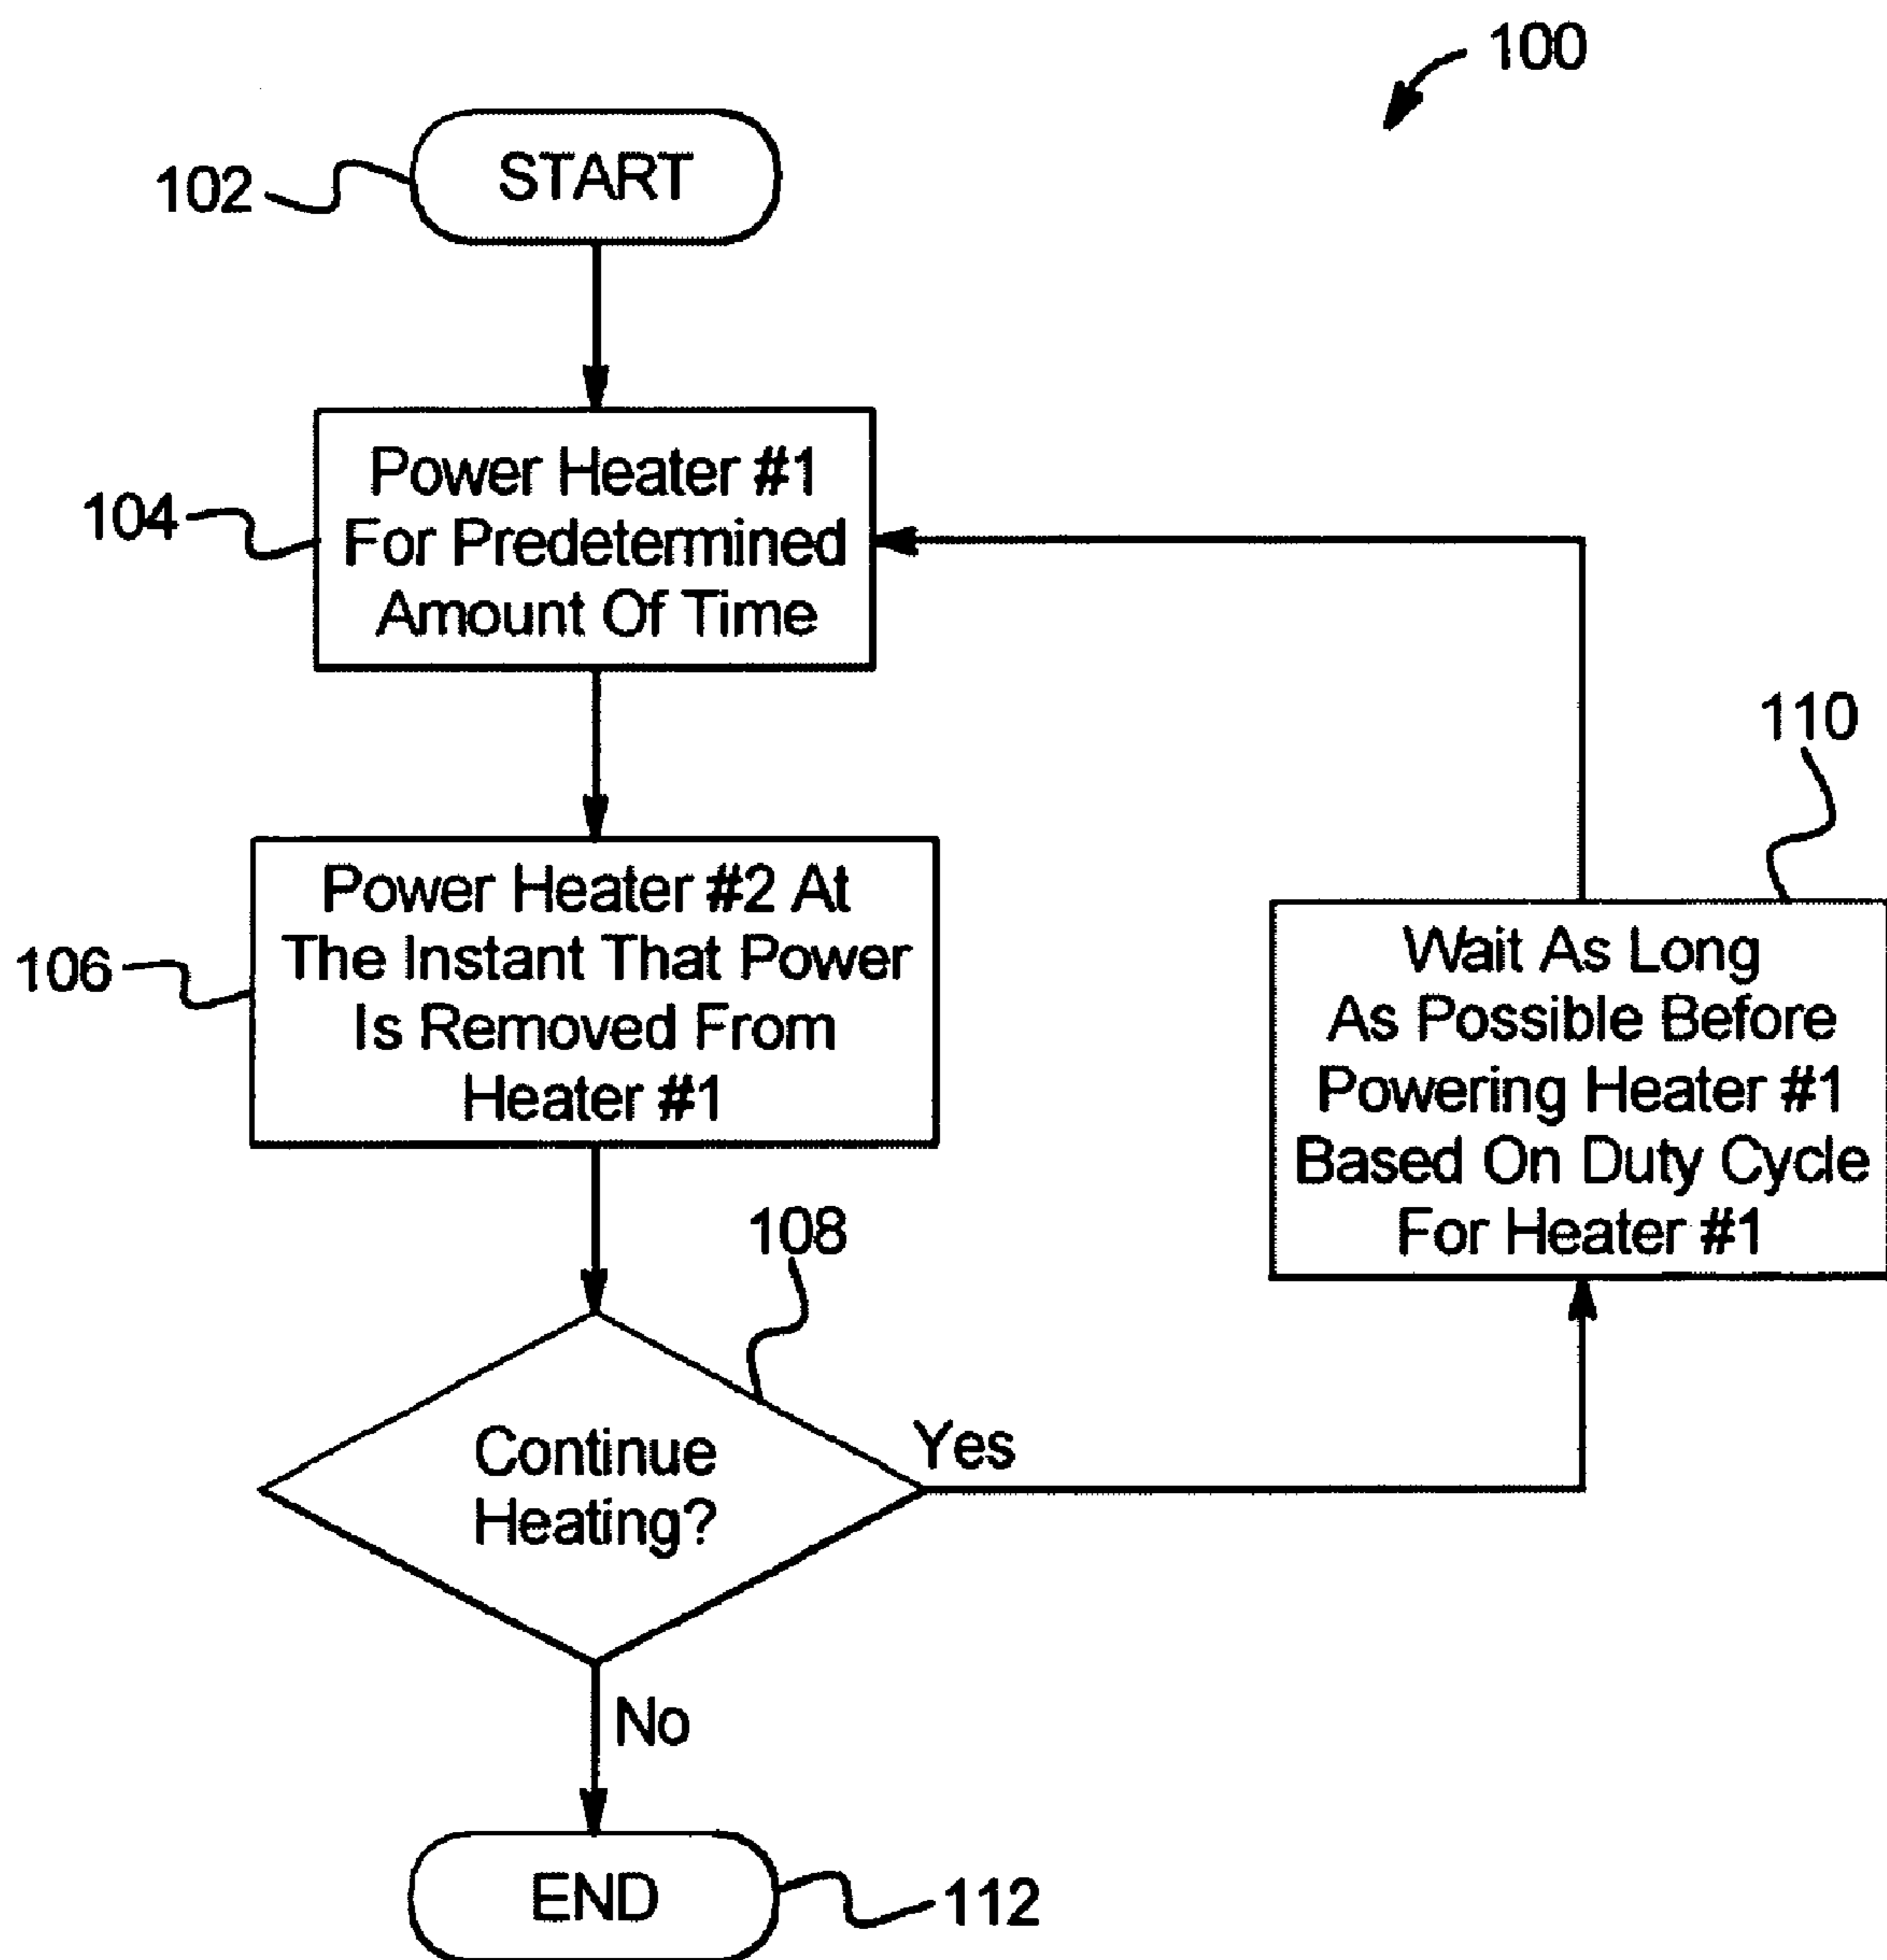 100
102
START
104
Power Heater #1
For Predetermined
Amount Of Time
110
106
Power Heater #2 At
The Instant That Power
Is Removed From
Heater #1
Wait As Long
As Possible Before
Powering Heater #1
Based On Duty Cycle
For Heater #1
108
Continue
Heating?
Yes
No
END
112